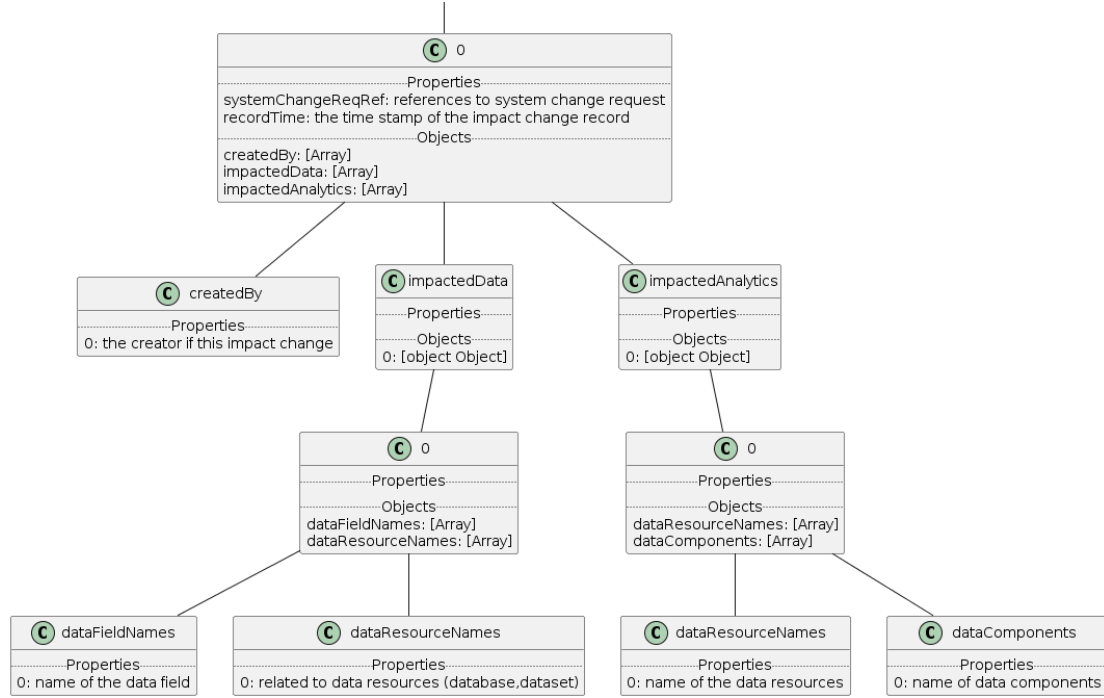 C 0
Properties
systemChangeReqRef: references to system change request
recordTime: the time stamp of the impact change record
Objects
createdBy: [Array]
impactedData: [Array]
impactedAnalytics: [Array]
C createdBy
Properties
0: the creator if this impact change
C impactedData
Properties
Objects
0: [object Object]
C impactedAnalytics
Properties
Objects
0: [object Object]
C 0
Properties
Objects
dataFieldNames: [Array]
dataResourceNames: [Array]
C 0
Properties
Objects
dataResourceNames: [Array]
dataComponents: [Array]
C dataFieldNames
Properties
0: name of the data field
C dataResourceNames
Properties
0: related to data resources (database,dataset)
C dataResourceNames
Properties
0: name of the data resources
C dataComponents
Properties
0: name of data components